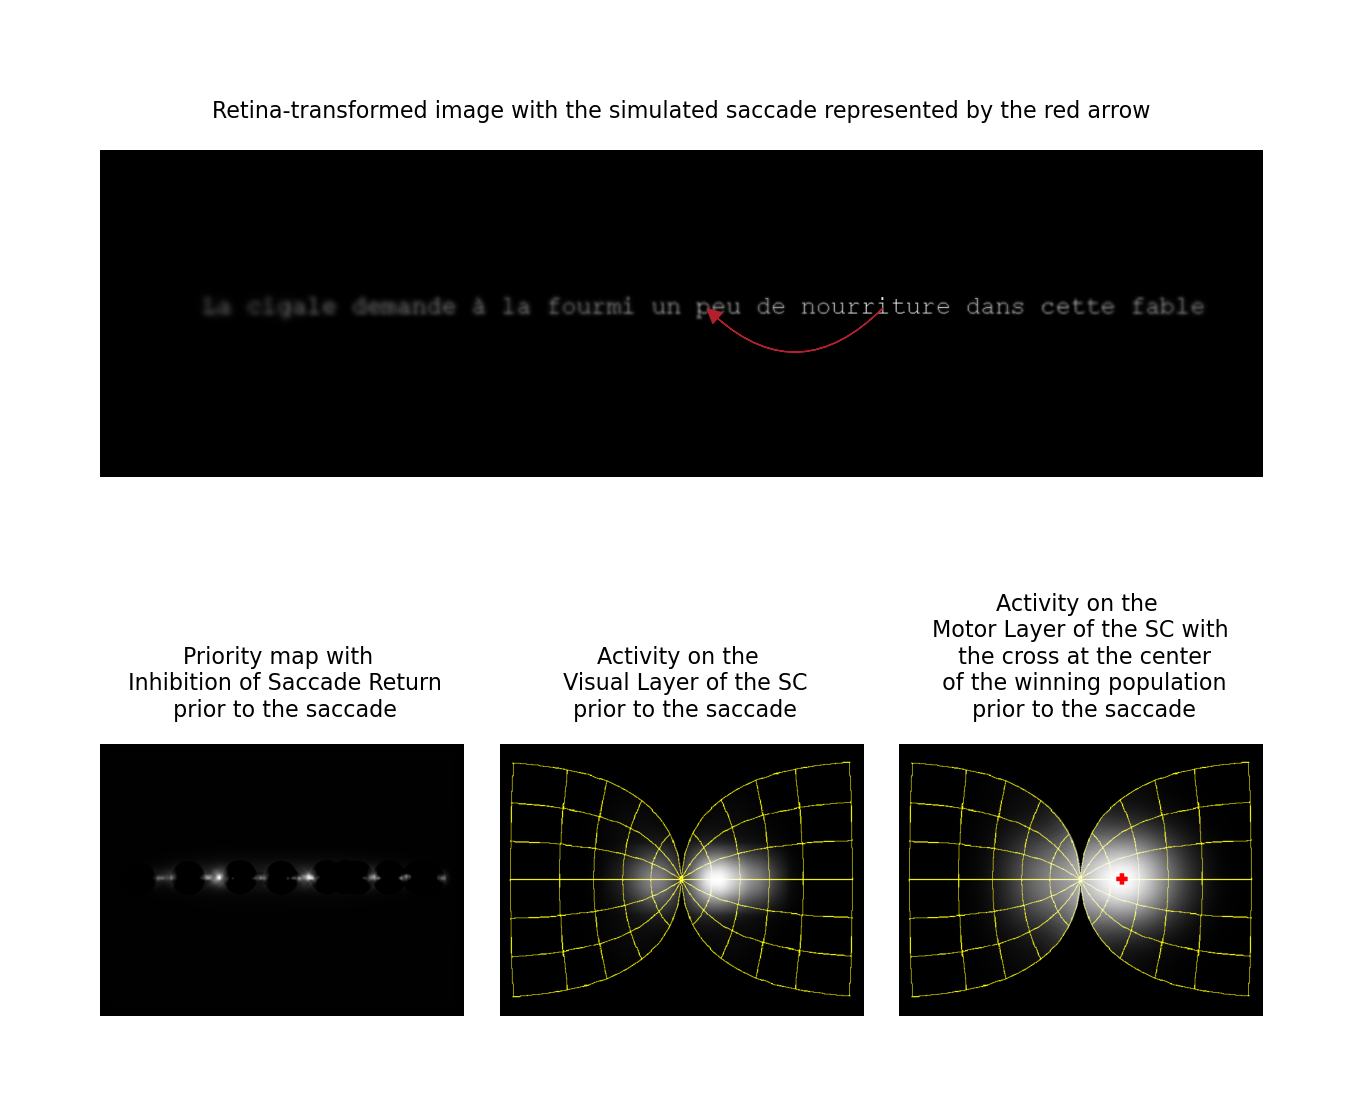 Retina-transformed image with the simulated saccade represented by the red arrow
La cigale demande à la fourmi un peu de nourriture dans cette fable
Priority map with
Inhibition of Saccade Return
prior to the saccade
Activity on the
Visual Layer of the SC
prior to the saccade
Activity on the
Motor Layer of the SC with
the cross at the center
of the winning population
prior to the saccade